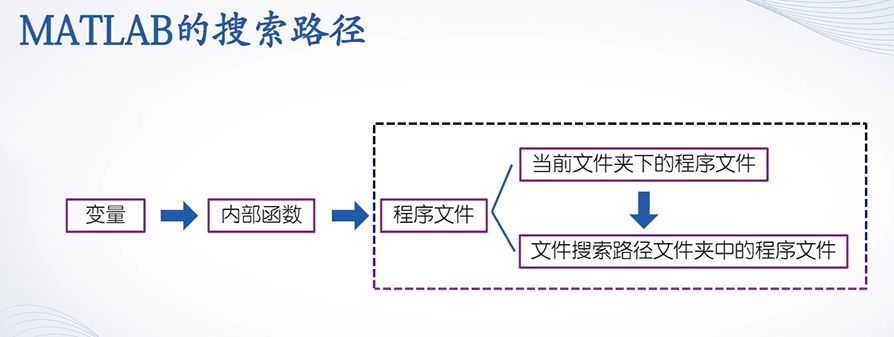 MATLAB的搜索路径
变量
内部函数
程序文件
当前文件夹下的程序文件
文件搜索路径文件夹中的程序文件